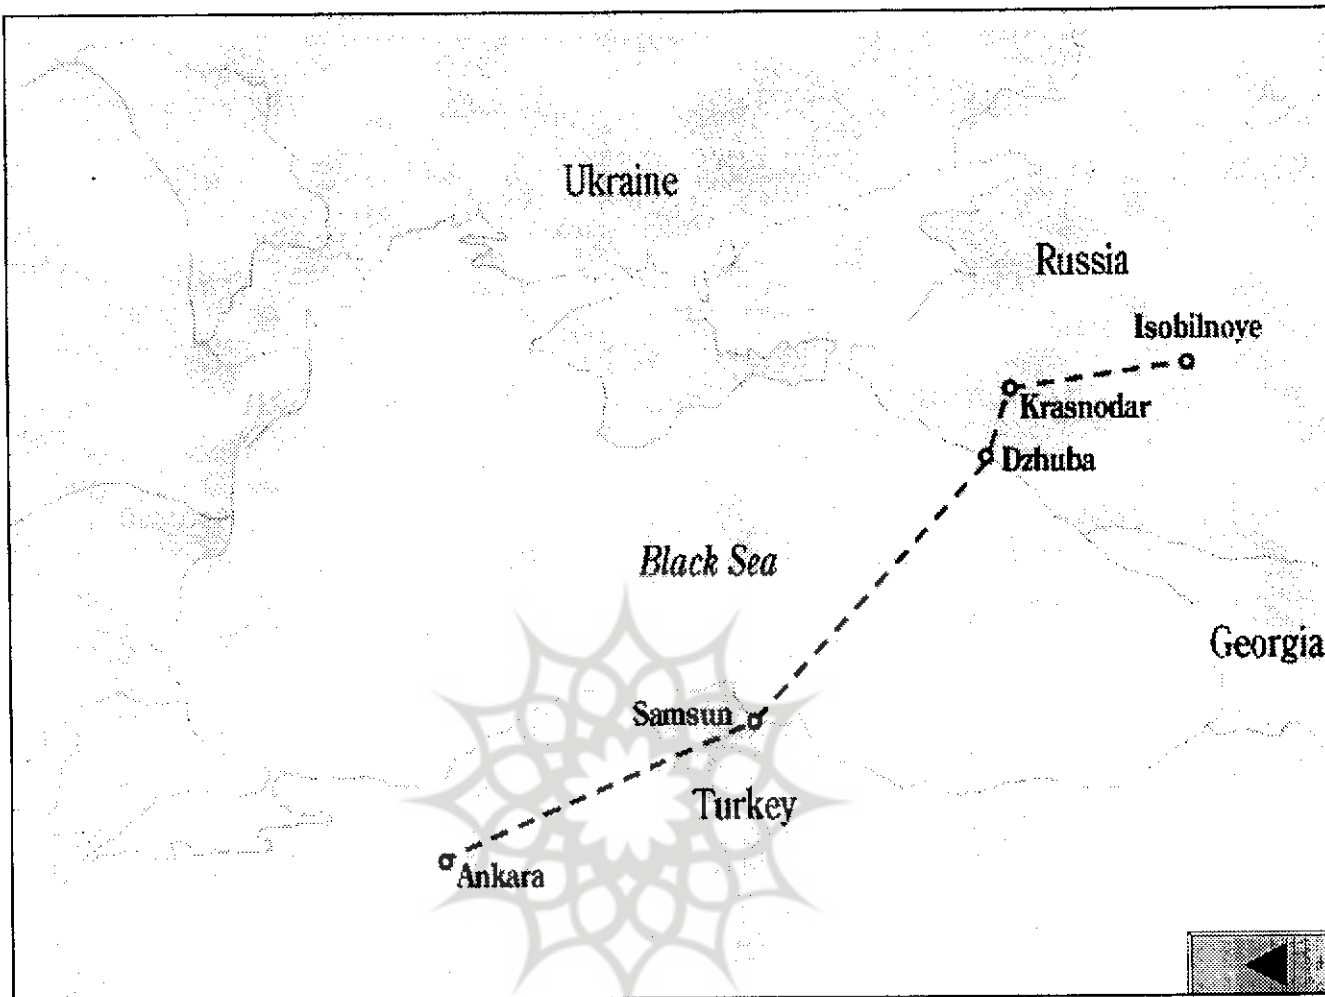 Ukraine
Russia
Isobilnoye
Krasnodar
Dzhuba
Black Sea
Georgia
Samsun
Turkey
Ankara